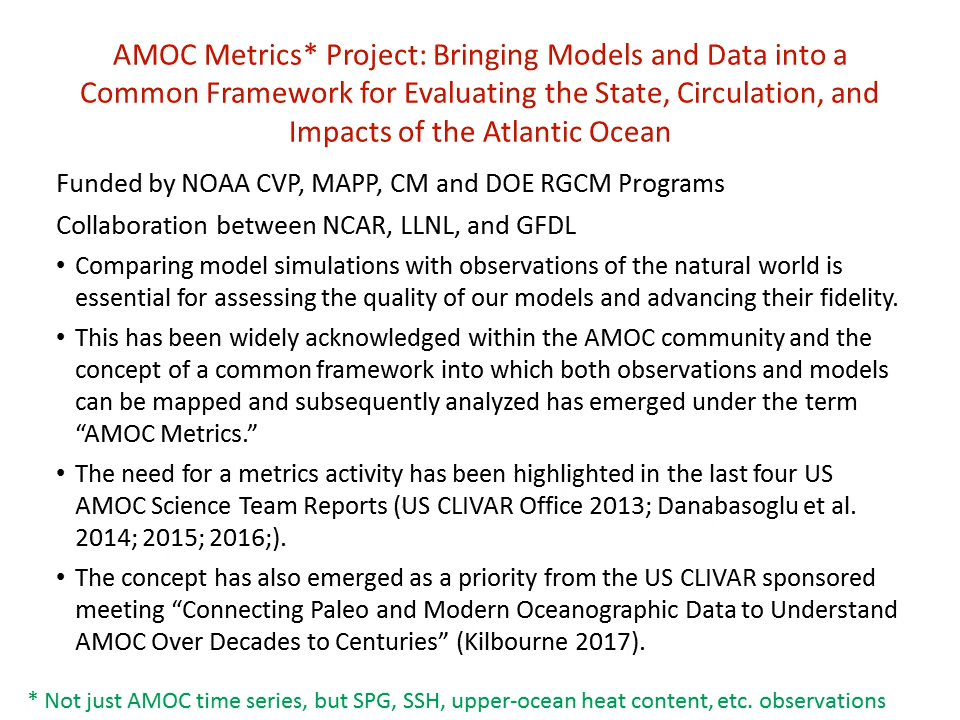 AMOC Metrics* Project: Bringing Models and Data into a
Common Framework for Evaluating the State, Circulation, and
Impacts of the Atlantic Ocean
Funded by NOAA CVP, MAPP, CM and DOE RGCM Programs
Collaboration between NCAR, LLNL, and GFDL
• Comparing model simulations with observations of the natural world is
essential for assessing the quality of our models and advancing their fidelity.
• This has been widely acknowledged within the AMOC community and the
concept of a common framework into which both observations and models
can be mapped and subsequently analyzed has emerged under the term
“AMOC Metrics.”
• The need for a metrics activity has been highlighted in the last four US
AMOC Science Team Reports (US CLIVAR Office 2013; Danabasoglu et al.
2014; 2015; 2016;).
• The concept has also emerged as a priority from the US CLIVAR sponsored
meeting “Connecting Paleo and Modern Oceanographic Data to Understand
AMOC Over Decades to Centuries” (Kilbourne 2017).
* Not just AMOC time series, but SPG, SSH, upper-ocean heat content, etc. observations